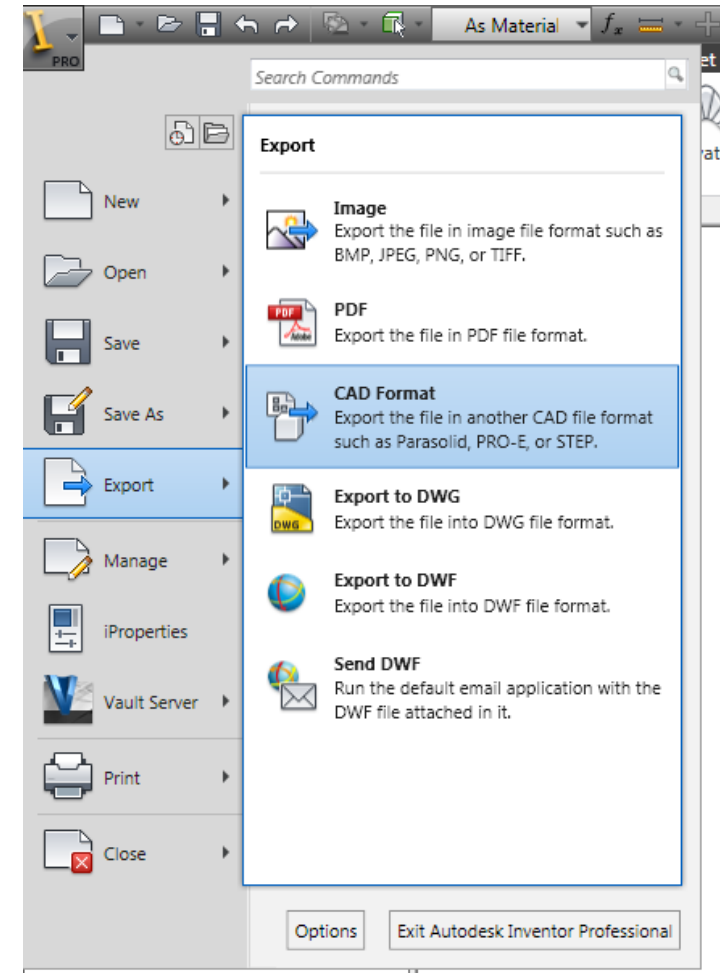 As Material
fx
PRO
Search Commands
et
vat
Export
New
Open
Save
Save As
Export
Manage
iProperties
Vault Server
Print
Close
Image
Export the file in image file format such as
BMP, JPEG, PNG, or TIFF.
PDF
PDF
Adobe
Export the file in PDF file format.
CAD Format
Export the file in another CAD file format
such as Parasolid, PRO-E, or STEP.
Export to DWG
DWG
Export the file into DWG file format.
Export to DWF
Export the file into DWF file format.
Send DWF
Run the default email application with the
DWF file attached in it.
Options
Exit Autodesk Inventor Professional